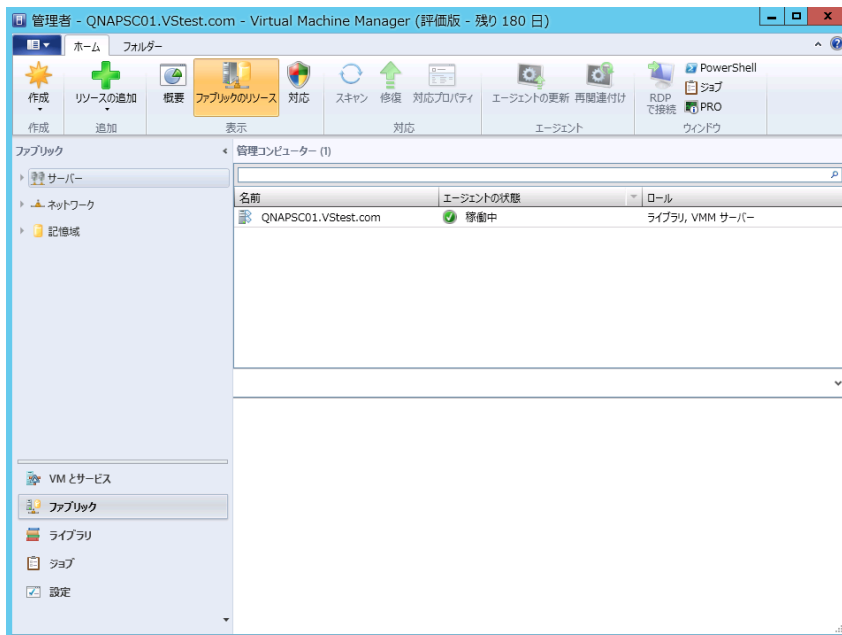 管理者 - QNAPSC01.VStest.com - Virtual Machine Manager (評価版 - 残り 180 日)
ホーム フォルダー
作成 リソースの追加 概要 ファブリックのリソース 対応 スキャン 修復 対応プロパティ エージェントの更新 再関連付け RDP で接続 PowerShell
ジョブ
PRO
作成 追加 表示 対応 エージェント ウィンドウ
ファブリック
サーバー
ネットワーク
記憶域
管理コンピューター (1)
名前 エージェントの状態 ロール
QNAPSC01.VStest.com 稼働中 ライブラリ, VMM サーバー
VM とサービス
ファブリック
ライブラリ
ジョブ
設定